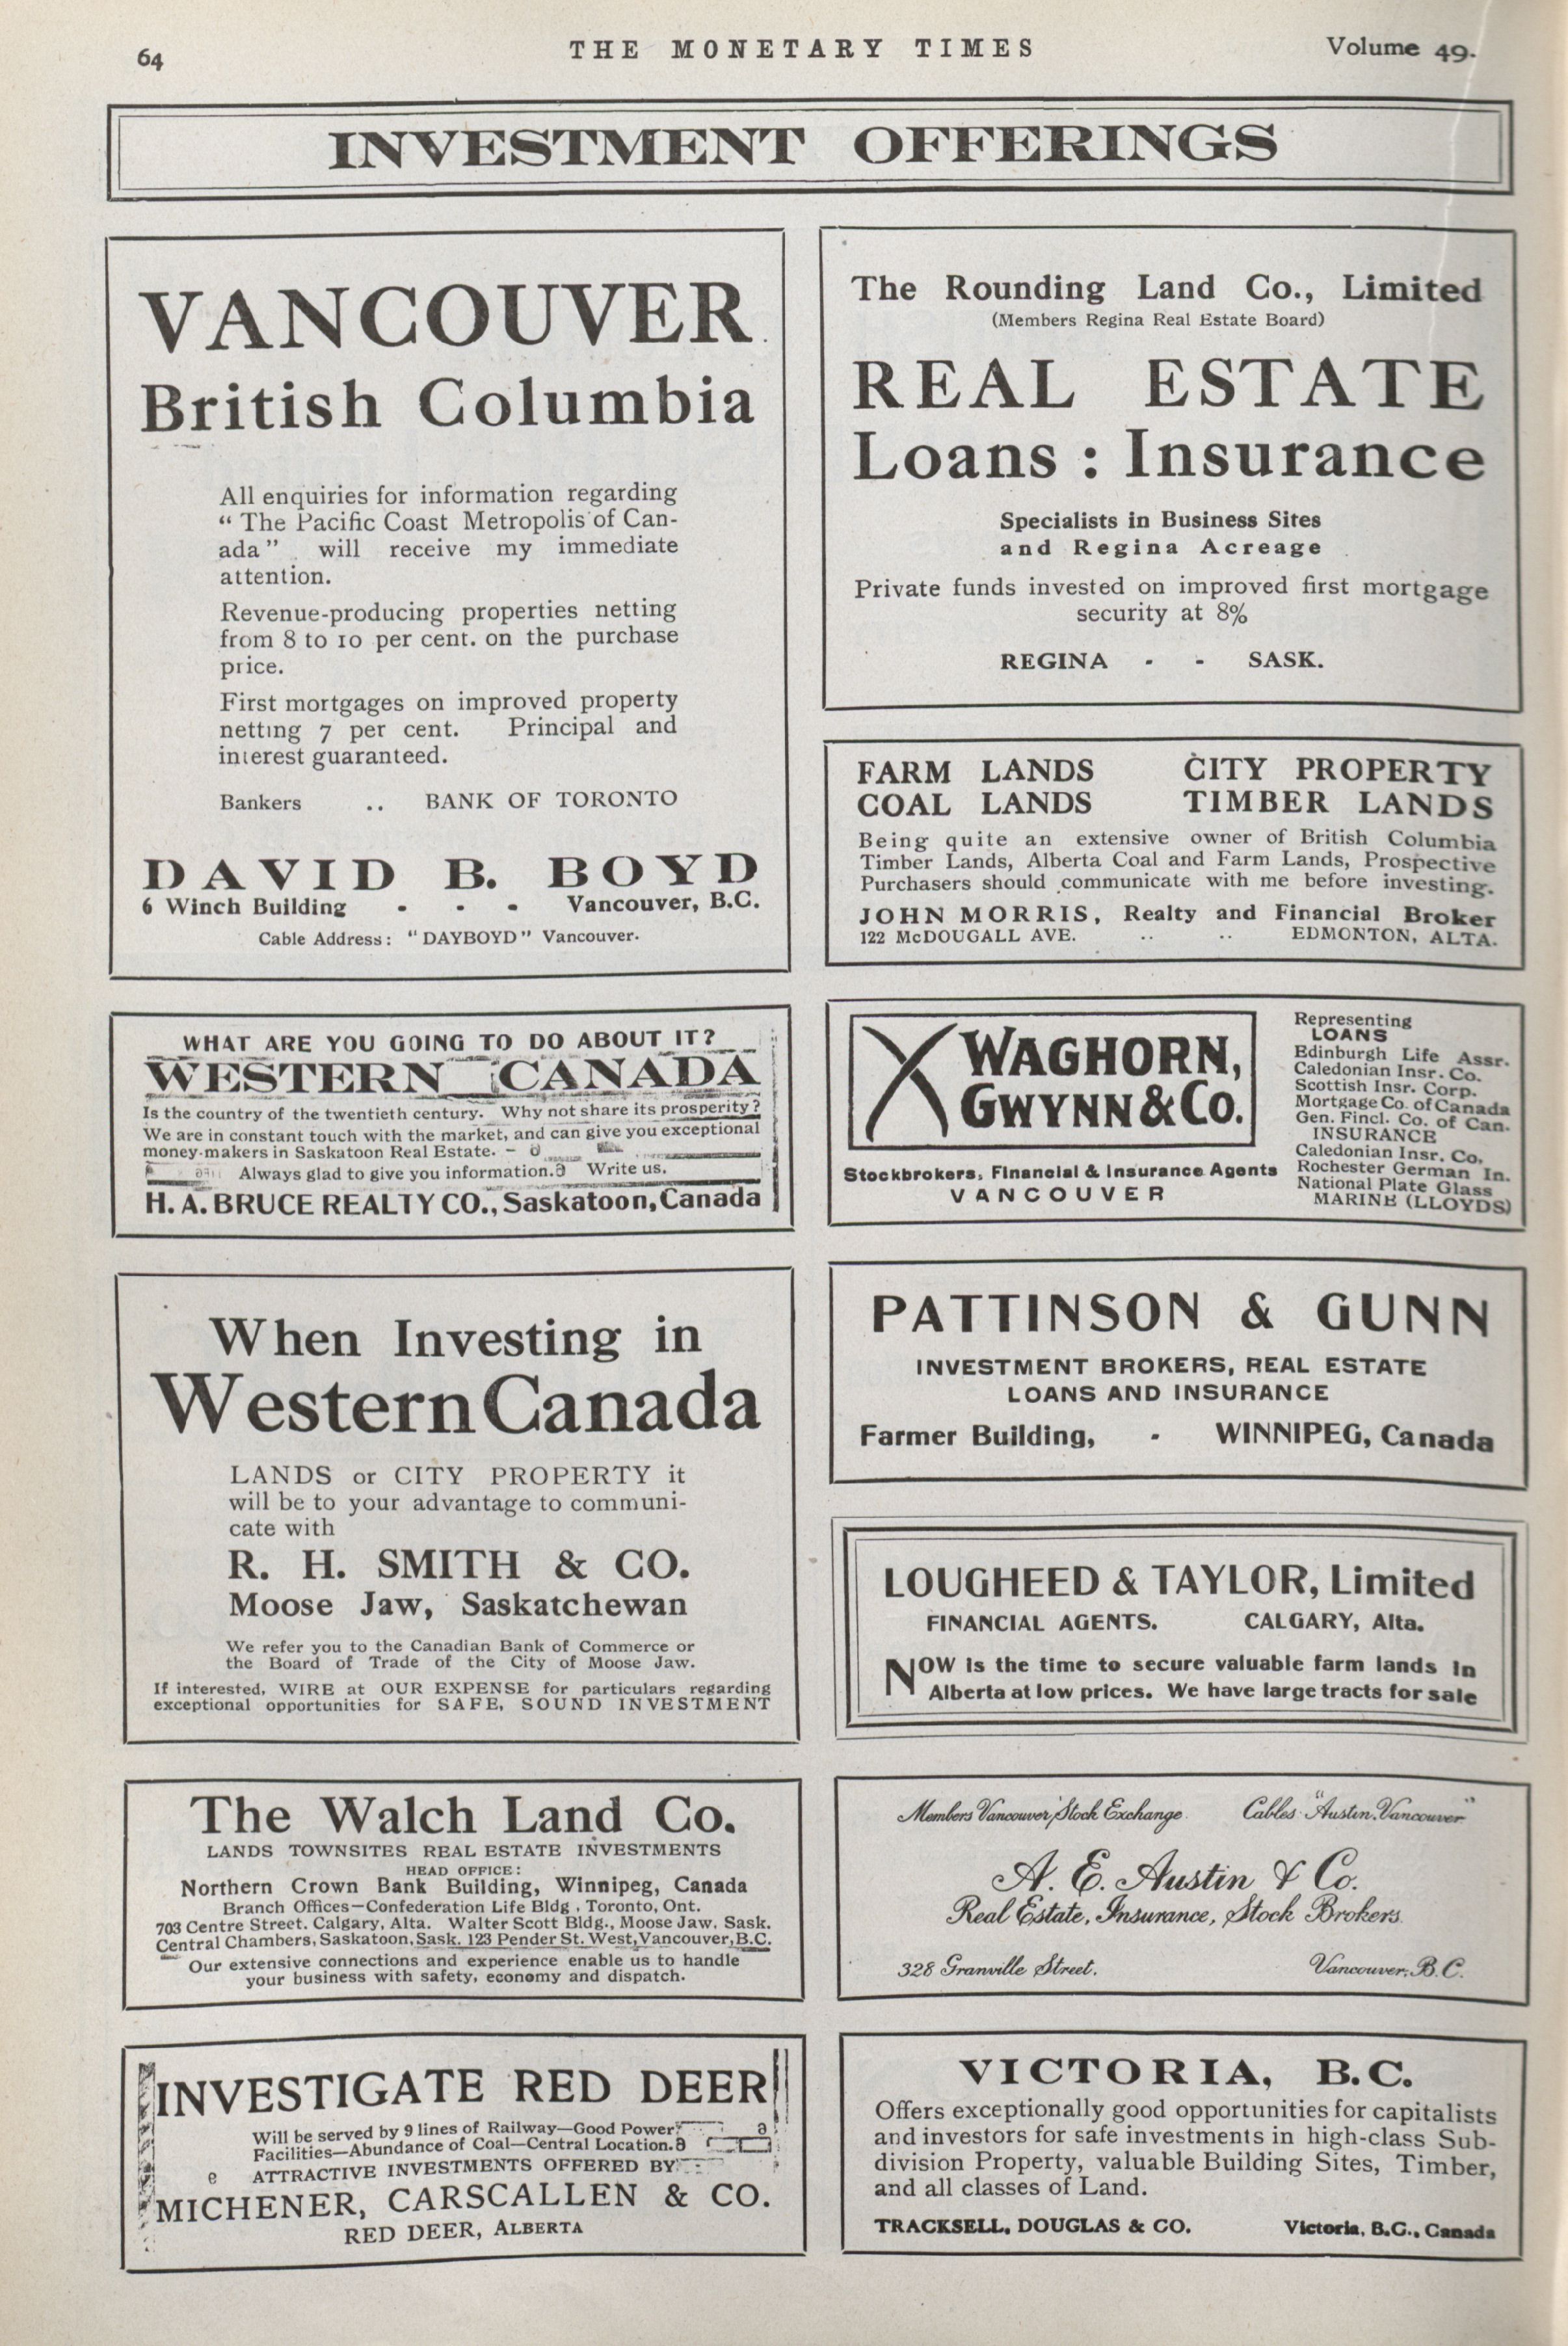 64
THE MONETARY TIMES
Volume 49.
INVESTMENT OFFERINGS
VANCOUVER
British Columbia
All enquiries for information regarding
"The Pacific Coast Metropolis of Can-
ada" will receive my immediate
attention.
Revenue-producing properties netting
from 8 to 10 per cent. on the purchase
price.
First mortgages on improved property
netting 7 per cent. Principal and
interest guaranteed.
Bankers .. BANK OF TORONTO
DAVID B. BOYD
6 Winch Building - - - Vancouver, B.C.
Cable Address: "DAYBOYD" Vancouver.
WHAT ARE YOU GOING TO DO ABOUT IT?
WESTERN CANADA
Is the country of the twentieth century. Why not share its prosperity?
We are in constant touch with the market, and can give you exceptional
money-makers in Saskatoon Real Estate.
Always glad to give you information. Write us.
H. A. BRUCE REALTY CO., Saskatoon, Canada
When Investing in
Western Canada
LANDS or CITY PROPERTY it
will be to your advantage to communi-
cate with
R. H. SMITH & CO.
Moose Jaw, Saskatchewan
We refer you to the Canadian Bank of Commerce or
the Board of Trade of the City of Moose Jaw.
If interested, WIRE at OUR EXPENSE for particulars regarding
exceptional opportunities for SAFE, SOUND INVESTMENT
The Walch Land Co.
LANDS TOWNSITES REAL ESTATE INVESTMENTS
HEAD OFFICE:
Northern Crown Bank Building, Winnipeg, Canada
Branch Offices—Confederation Life Bldg, Toronto, Ont.
703 Centre Street. Calgary, Alta. Walter Scott Bldg., Moose Jaw, Sask.
Central Chambers, Saskatoon, Sask. 123 Pender St. West, Vancouver, B.C.
Our extensive connections and experience enable us to handle
your business with safety, economy and dispatch.
INVESTIGATE RED DEER
Will be served by 9 lines of Railway—Good Power
Facilities—Abundance of Coal—Central Location.
ATTRACTIVE INVESTMENTS OFFERED BY
MICHENER, CARSCALLEN & CO.
RED DEER, ALBERTA
The Rounding Land Co., Limited
(Members Regina Real Estate Board)
REAL ESTATE
Loans : Insurance
Specialists in Business Sites
and Regina Acreage
Private funds invested on improved first mortgage
security at 8%
REGINA - - SASK.
FARM LANDS CITY PROPERTY
COAL LANDS TIMBER LANDS
Being quite an extensive owner of British Columbia
Timber Lands, Alberta Coal and Farm Lands, Prospective
Purchasers should communicate with me before investing.
JOHN MORRIS, Realty and Financial Broker
122 McDOUGALL AVE. .. .. EDMONTON, ALTA.
WAGHORN,
GWYNN & CO.
Stockbrokers, Financial & Insurance Agents
VANCOUVER
Representing
LOANS
Edinburgh Life Assr.
Caledonian Insr. Co.
Scottish Insr. Corp.
Mortgage Co. of Canada
Gen. Fincl. Co. of Can.
INSURANCE
Caledonian Insr. Co.
Rochester German In.
National Plate Glass
MARINE (LLOYDS)
PATTINSON & GUNN
INVESTMENT BROKERS, REAL ESTATE
LOANS AND INSURANCE
Farmer Building, - WINNIPEG, Canada
LOUGHEED & TAYLOR, Limited
FINANCIAL AGENTS. CALGARY, Alta.
NOW is the time to secure valuable farm lands in
Alberta at low prices. We have large tracts for sale
Members Vancouver Stock Exchange. Cables "Austin, Vancouver"
A. E. Austin & Co.
Real Estate, Insurance, Stock Brokers.
328 Granville Street. Vancouver, B.C.
VICTORIA, B.C.
Offers exceptionally good opportunities for capitalists
and investors for safe investments in high-class Sub-
division Property, valuable Building Sites, Timber,
and all classes of Land.
TRACKSELL, DOUGLAS & CO. Victoria, B.C., Canada